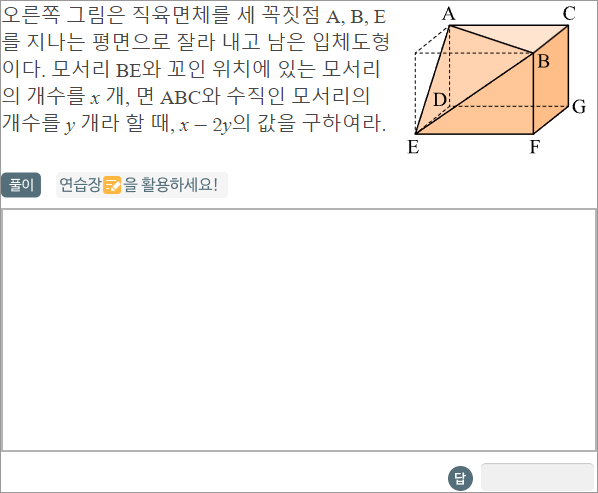 오른쪽 그림은 직육면체를 세 꼭짓점 A, B, E
를 지나는 평면으로 잘라 내고 남은 입체도형
이다. 모서리 BE와 꼬인 위치에 있는 모서리
의 개수를 x 개, 면 ABC와 수직인 모서리의
개수를 y 개라 할 때, x − 2y의 값을 구하여라.
A C
B
D G
E F
풀이 연습장을 활용하세요!
답